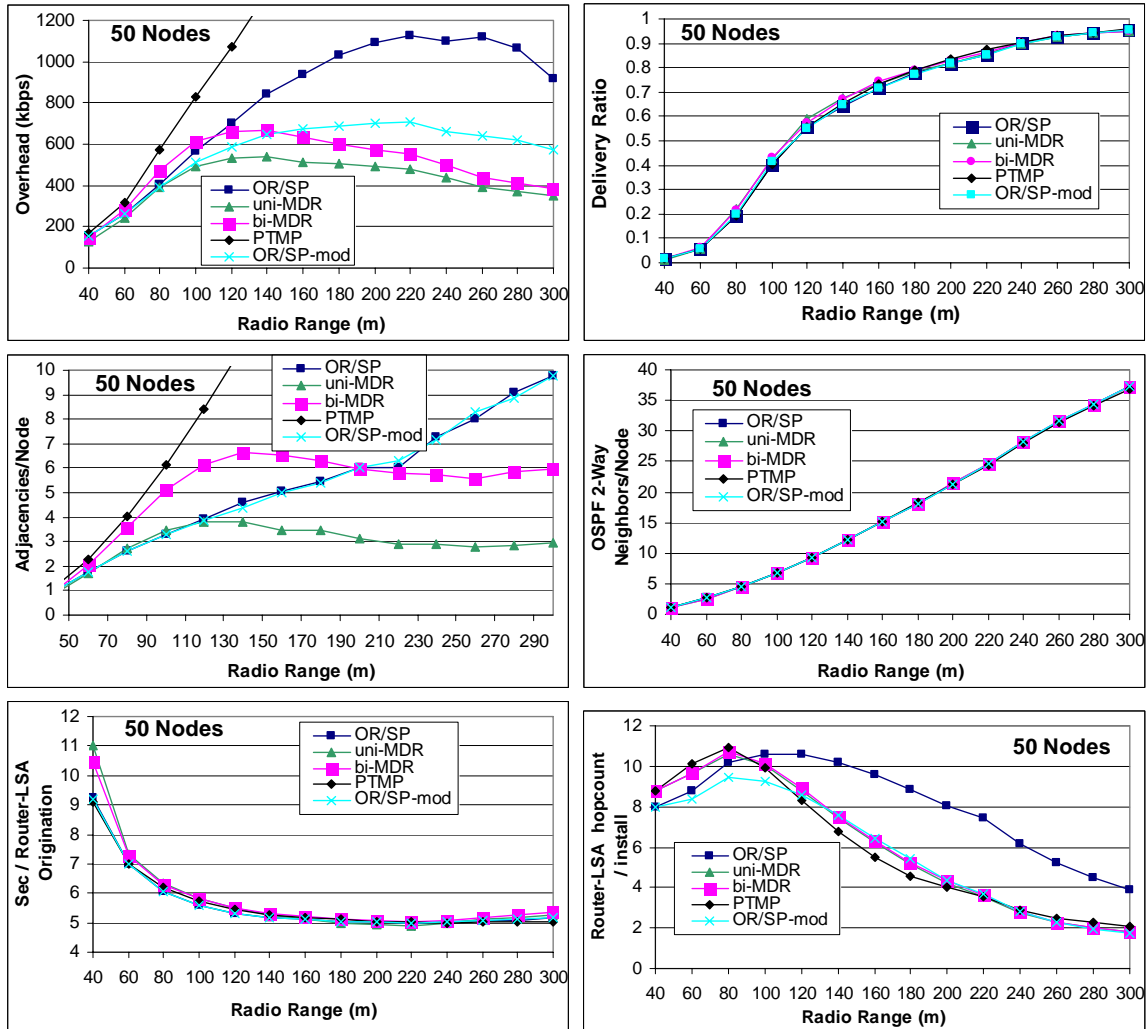 50 Nodes
Overhead (kbps)
1200
1000
800
600
400
200
0
OR/SP
uni-MDR
bi-MDR
PTMP
OR/SP-mod
40 60 80 100 120 140 160 180 200 220 240 260 280 300
Radio Range (m)
50 Nodes
Delivery Ratio
1
0.9
0.8
0.7
0.6
0.5
0.4
0.3
0.2
0.1
0
OR/SP
uni-MDR
bi-MDR
PTMP
OR/SP-mod
40 60 80 100 120 140 160 180 200 220 240 260 280 300
Radio Range (m)
50 Nodes
Adjacencies/Node
10
9
8
7
6
5
4
3
2
1
0
OR/SP
uni-MDR
bi-MDR
PTMP
OR/SP-mod
50 70 90 110 130 150 170 190 210 230 250 270 290
Radio Range (m)
50 Nodes
OSPF 2-Way
Neighbors/Node
40
35
30
25
20
15
10
5
0
OR/SP
uni-MDR
bi-MDR
PTMP
OR/SP-mod
40 60 80 100 120 140 160 180 200 220 240 260 280 300
Radio Range (m)
50 Nodes
Sec / Router-LSA
Origination
12
11
10
9
8
7
6
5
4
OR/SP
uni-MDR
bi-MDR
PTMP
OR/SP-mod
40 60 80 100 120 140 160 180 200 220 240 260 280 300
Radio Range (m)
50 Nodes
Router-LSA hopcount
/ install
12
10
8
6
4
2
0
OR/SP
uni-MDR
bi-MDR
PTMP
OR/SP-mod
40 60 80 100 120 140 160 180 200 220 240 260 280 300
Radio Range (m)